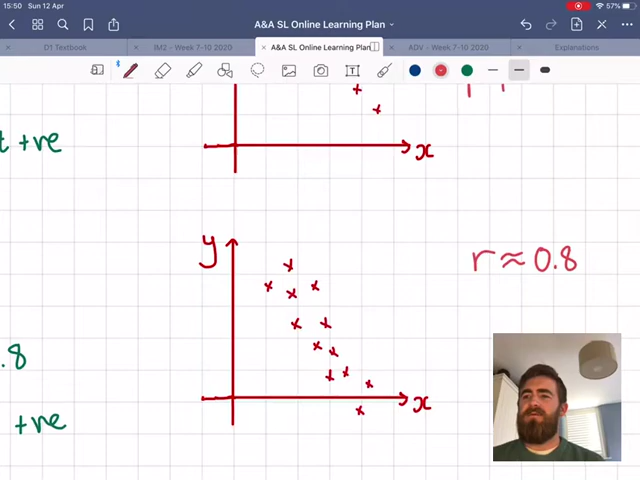 15:50 Sun 12 Apr
57%
A&A SL Online Learning Plan
D1 Textbook
IM2 - Week 7-10 2020
A&A SL Online Learning Plan
ADV - Week 7-10 2020
Explanations
t +ve
x
y
r ≈ 0.8
.8
x
+ve